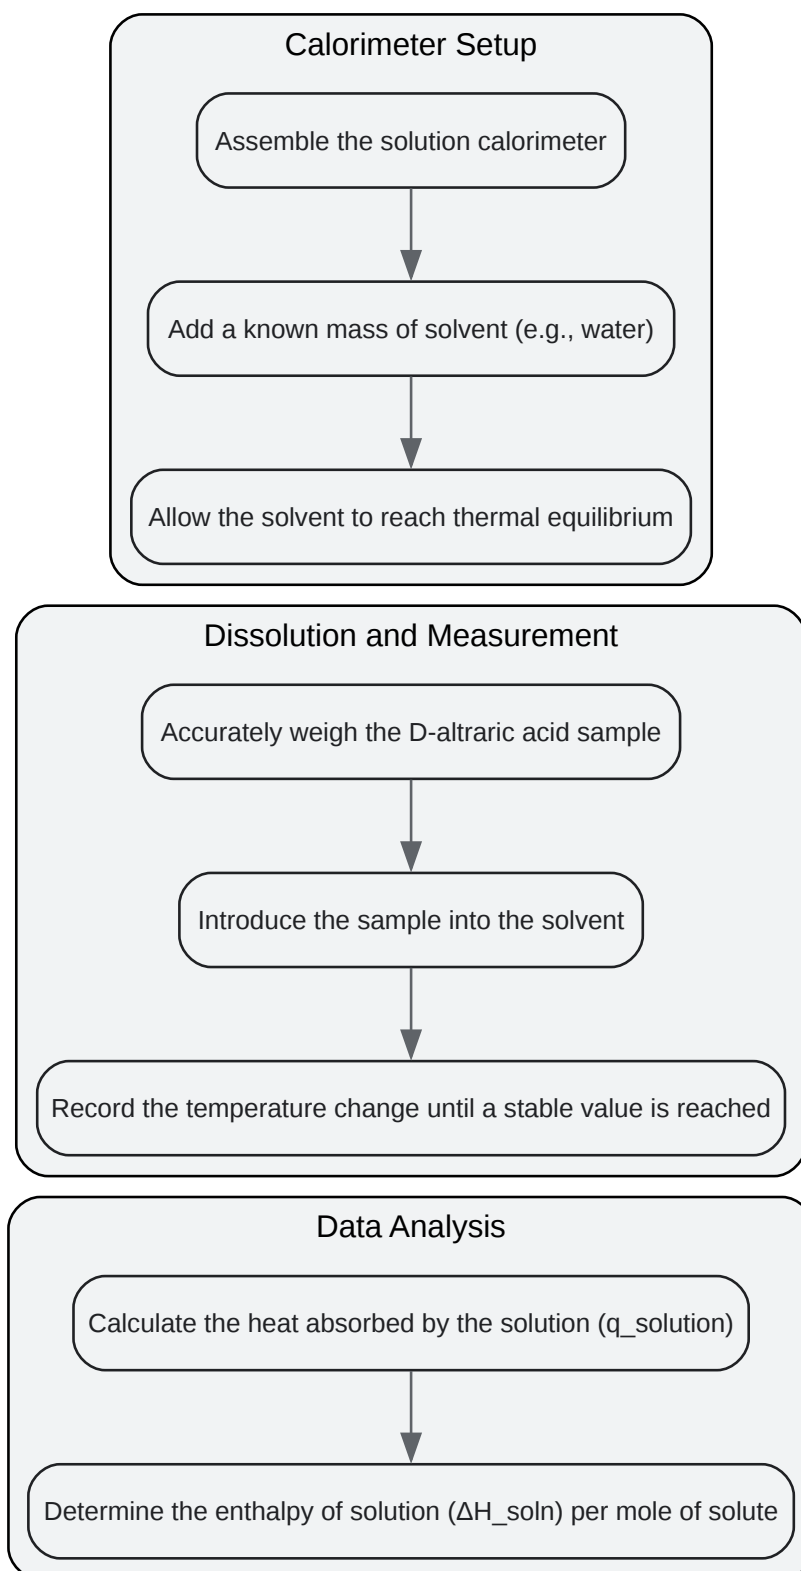 Calorimeter Setup
Assemble the solution calorimeter
Add a known mass of solvent (e.g., water)
Allow the solvent to reach thermal equilibrium
Dissolution and Measurement
Accurately weigh the D-altraric acid sample
Introduce the sample into the solvent
Record the temperature change until a stable value is reached
Data Analysis
Calculate the heat absorbed by the solution (q_solution)
Determine the enthalpy of solution (ΔH_soln) per mole of solute